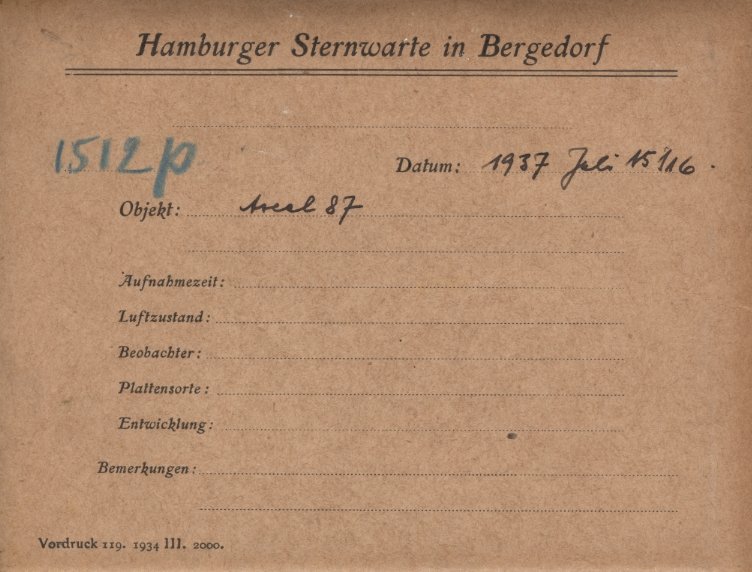 Hamburger Sternwarte in Bergedorf
1512p
Datum: 1937 Juli 15/16.
Objekt: Areal 87
Aufnahmezeit:
Luftzustand:
Beobachter:
Plattensorte:
Entwicklung:
Bemerkungen:
Vordruck 119. 1934 III. 2000.